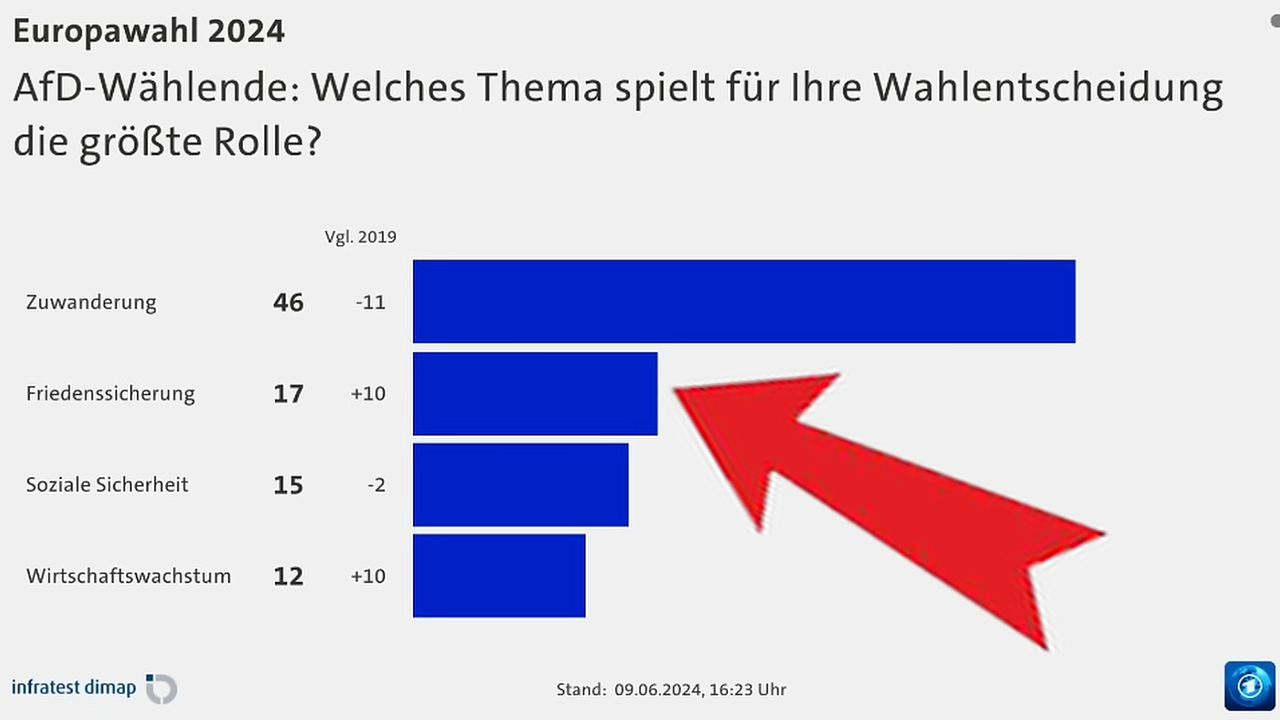 Europawahl 2024
AfD-Wählende: Welches Thema spielt für Ihre Wahlentscheidung
die größte Rolle?
Vgl. 2019
Zuwanderung 46 -11
Friedenssicherung 17 +10
Soziale Sicherheit 15 -2
Wirtschaftswachstum 12 +10
infratest dimap
Stand: 09.06.2024, 16:23 Uhr
1